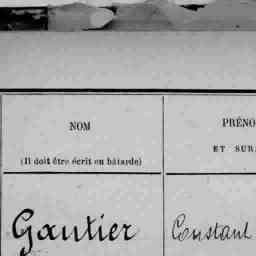 NOM
PRÉNO
ET SUR
(Il doit être écrit en bâtarde)
Gautier Constant